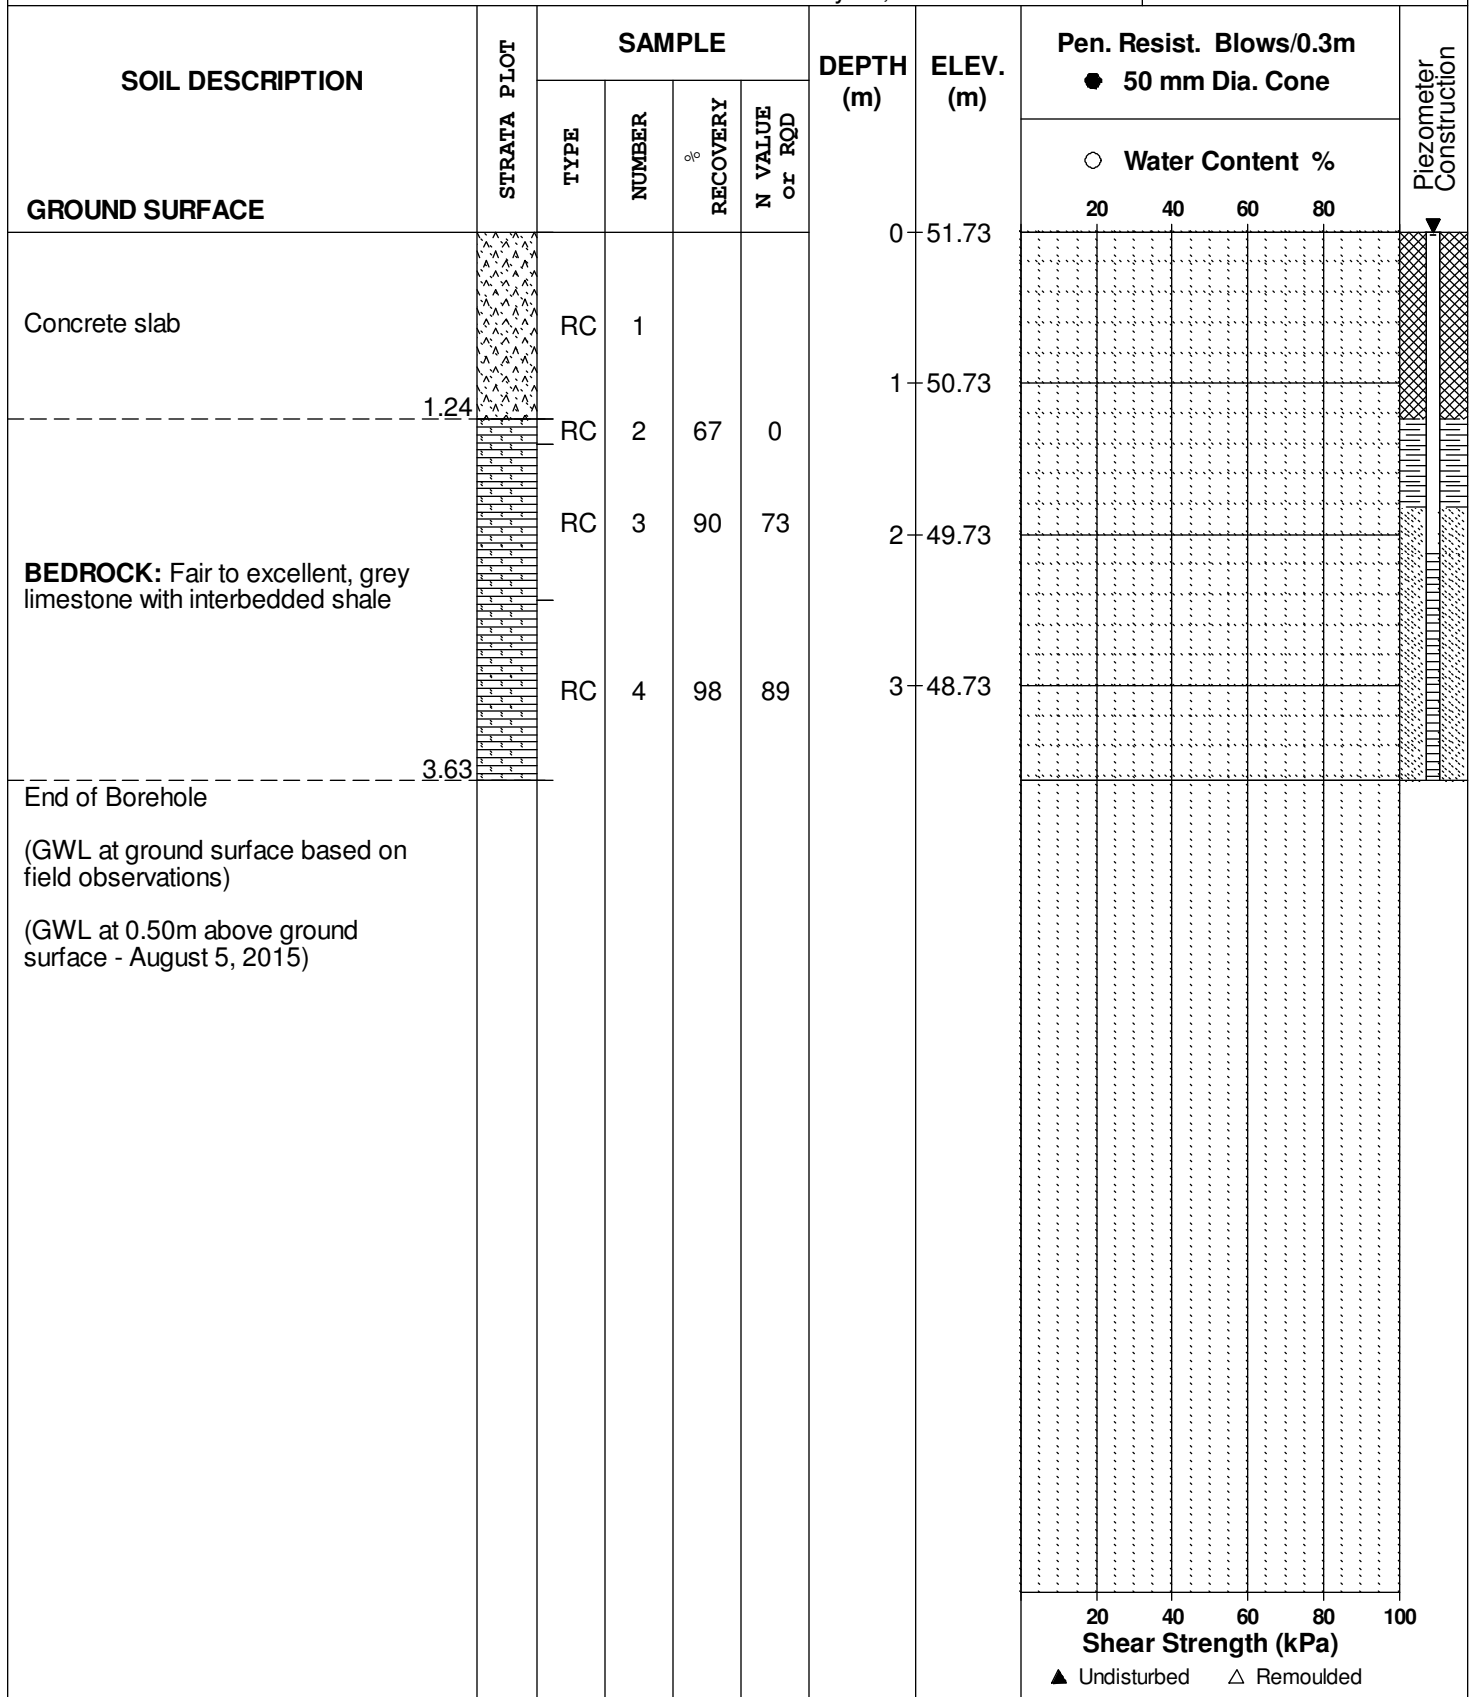 SOIL DESCRIPTION
GROUND SURFACE
STRATA PLOT
SAMPLE
TYPE
NUMBER
%
RECOVERY
N VALUE
or RQD
DEPTH
(m)
ELEV.
(m)
Pen. Resist. Blows/0.3m
● 50 mm Dia. Cone
○ Water Content %
20 40 60 80
Piezometer
Construction
0 51.73
Concrete slab
RC 1
1 50.73
1.24
RC 2 67 0
RC 3 90 73
2 49.73
BEDROCK: Fair to excellent, grey
limestone with interbedded shale
RC 4 98 89
3 48.73
3.63
End of Borehole
(GWL at ground surface based on
field observations)
(GWL at 0.50m above ground
surface - August 5, 2015)
20 40 60 80 100
Shear Strength (kPa)
▲ Undisturbed △ Remoulded